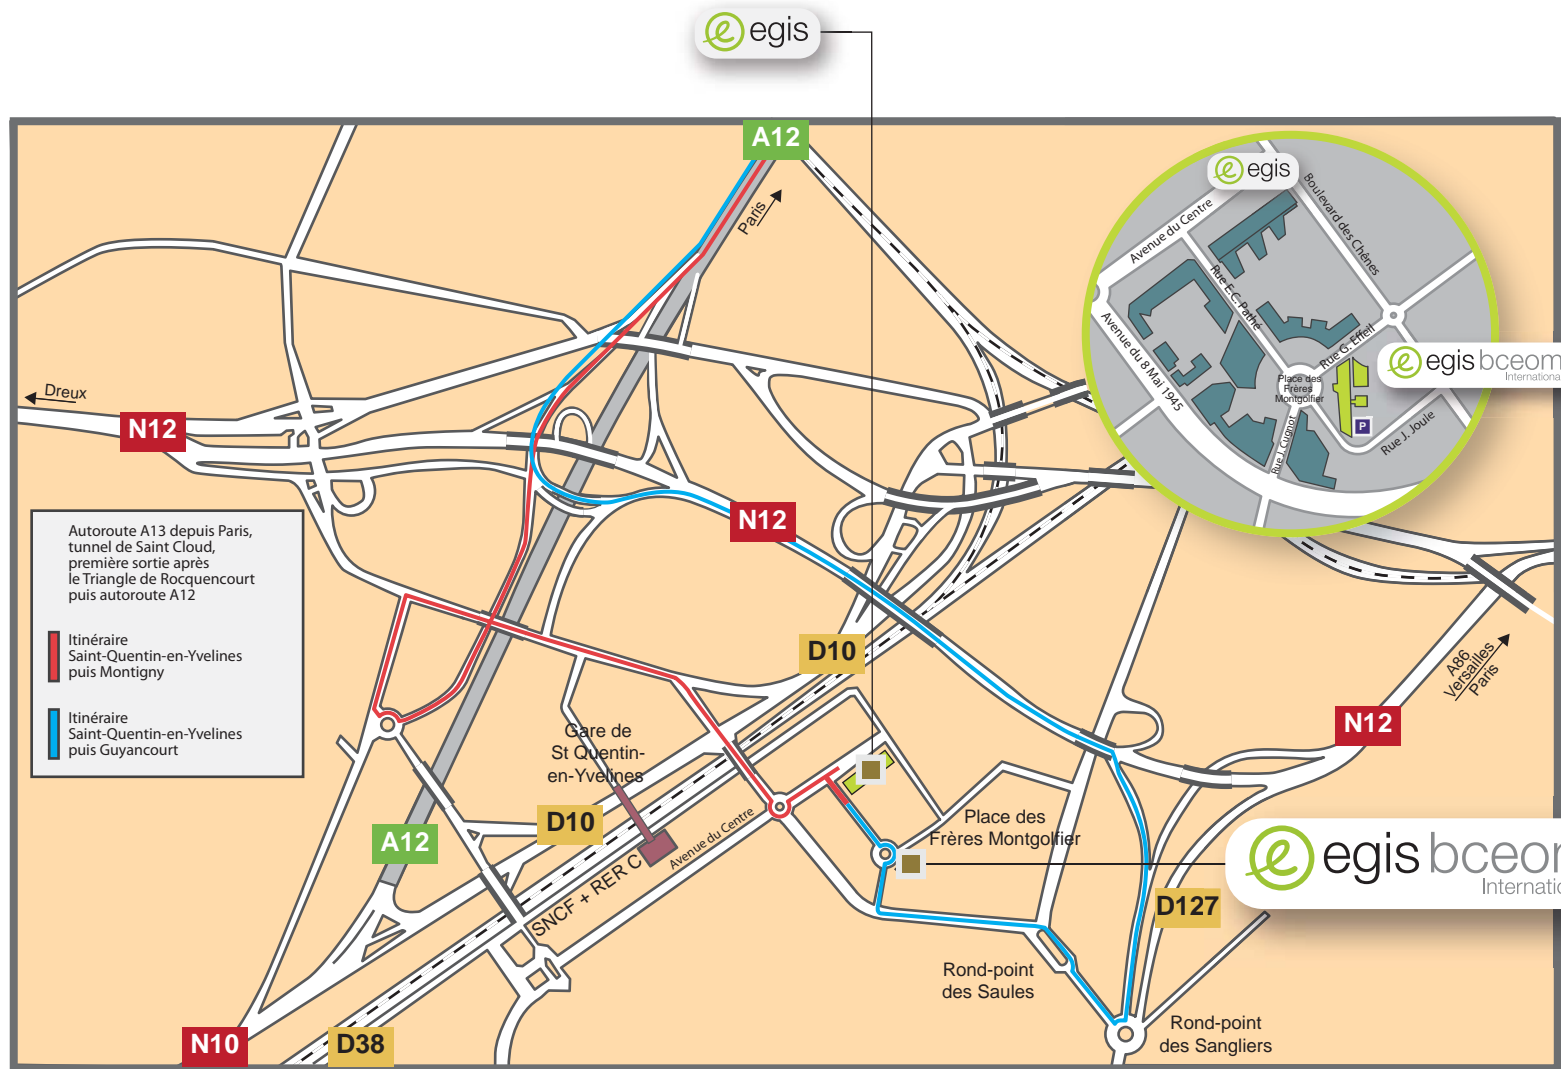 egis
A12
Paris
Dreux
N12
N12
Autoroute A13 depuis Paris,
tunnel de Saint Cloud,
première sortie après
le Triangle de Rocquencourt
puis autoroute A12
Itinéraire
Saint-Quentin-en-Yvelines
puis Montigny
Itinéraire
Saint-Quentin-en-Yvelines
puis Guyancourt
egis
Boulevard des Chênes
Avenue du Centre
Rue E.C. Pathé
Avenue du 8 Mai 1945
Rue G. Effeil
egis bceom
International
Place des
Frères
Montgolfier
P
Rue J. Cugnot
Rue J. Joule
D10
A86
Versailles
Paris
N12
Gare de
St Quentin-
en-Yvelines
D10
A12
Avenue du Centre
SNCF + RER C
Place des
Frères Montgolfier
egis bceom
Internatio
D127
Rond-point
des Saules
Rond-point
des Sangliers
N10
D38